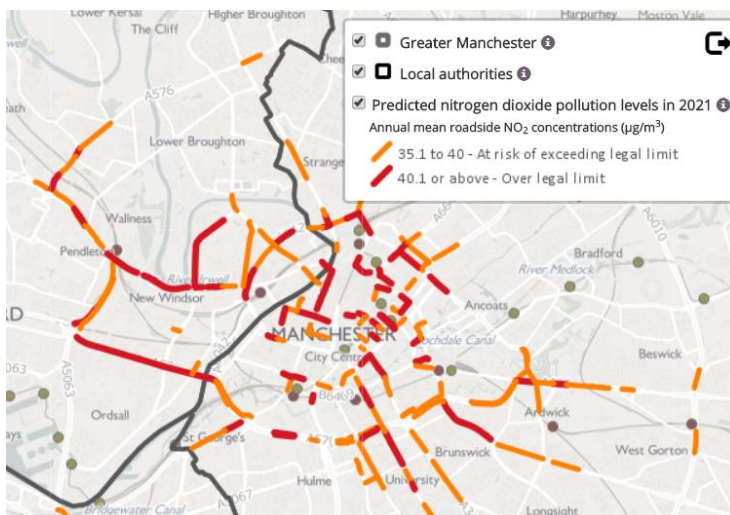 Lower Kersal
Higher Broughton
Harpurhey
Moston Vale
The Cliff
Greater Manchester
Local authorities
Predicted nitrogen dioxide pollution levels in 2021
Annual mean roadside NO₂ concentrations (µg/m³)
35.1 to 40 - At risk of exceeding legal limit
40.1 or above - Over legal limit
A576
Lower Broughton
Strange
Wallness
A6010
Pendleton
Bradford
River Medlock
River Irwell
New Windsor
Ancoats
MANCHESTER
City Centre
Rochdale Canal
Beswick
A5063
Ordsall
B6469
Ardwick
St George's
Brunswick
West Gorton
Hulme
University
A5067
Longsight
Bridgewater Canal